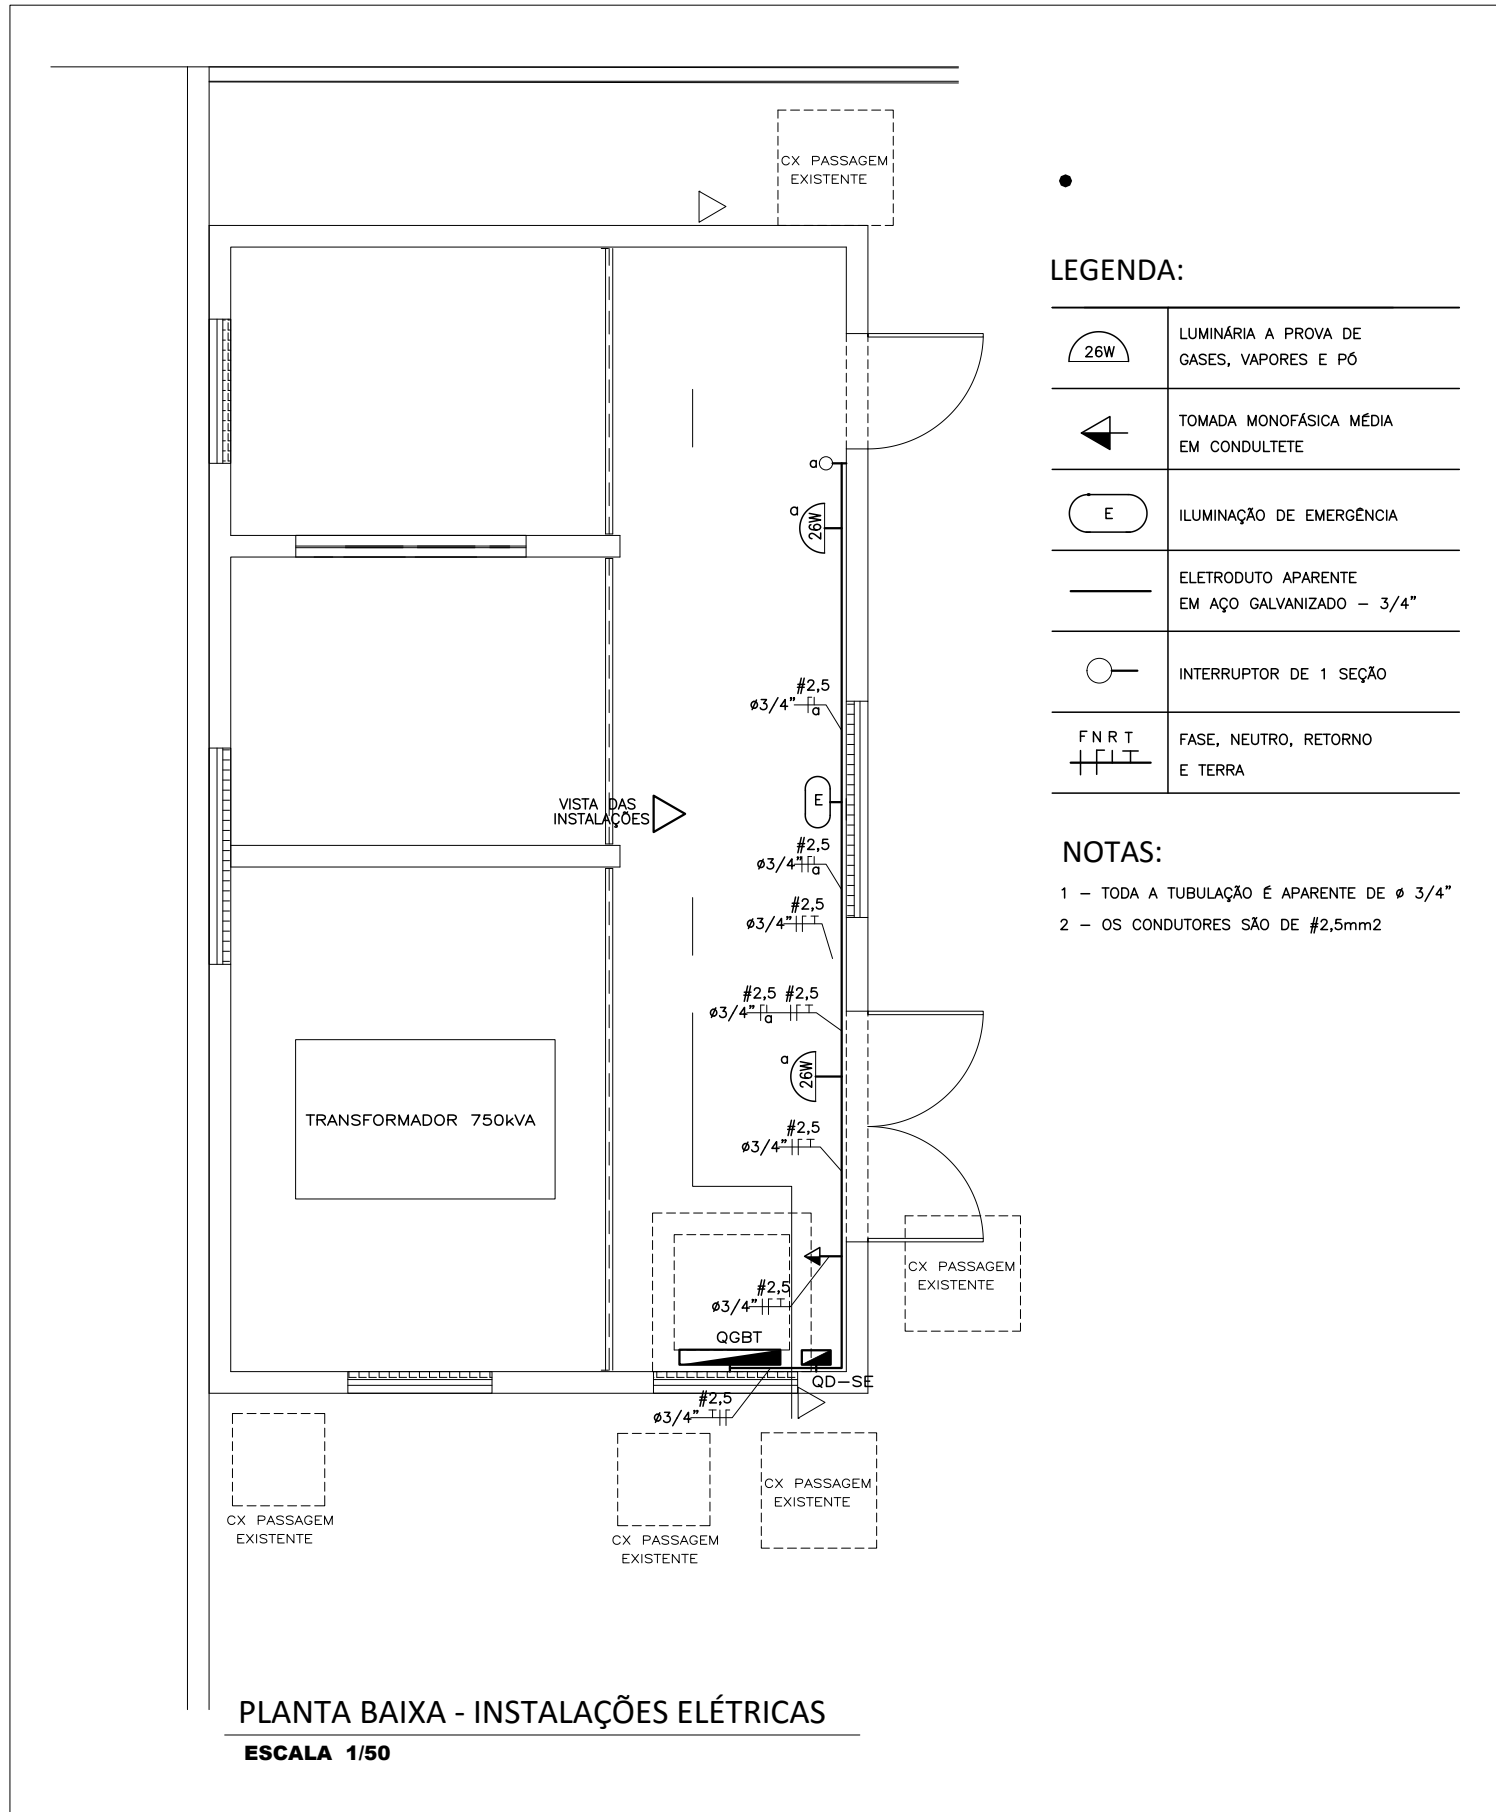 CX PASSAGEM
EXISTENTE
LEGENDA:
26W
LUMINÁRIA A PROVA DE
GASES, VAPORES E PÓ
TOMADA MONOFÁSICA MÉDIA
EM CONDULTETE
E
ILUMINAÇÃO DE EMERGÊNCIA
ELETRODUTO APARENTE
EM AÇO GALVANIZADO – 3/4"
INTERRUPTOR DE 1 SEÇÃO
F N R T
FASE, NEUTRO, RETORNO
E TERRA
NOTAS:
1 – TODA A TUBULAÇÃO É APARENTE DE ø 3/4"
2 – OS CONDUTORES SÃO DE #2,5mm2
a
a
26W
#2,5
ø3/4"
a
E
VISTA DAS
INSTALAÇÕES
#2,5
ø3/4"
a
#2,5
ø3/4"
#2,5 #2,5
ø3/4"
a
a
26W
TRANSFORMADOR 750kVA
#2,5
ø3/4"
CX PASSAGEM
EXISTENTE
#2,5
ø3/4"
QGBT
QD–SE
#2,5
ø3/4"
CX PASSAGEM
EXISTENTE
CX PASSAGEM
EXISTENTE
CX PASSAGEM
EXISTENTE
PLANTA BAIXA - INSTALAÇÕES ELÉTRICAS
ESCALA 1/50